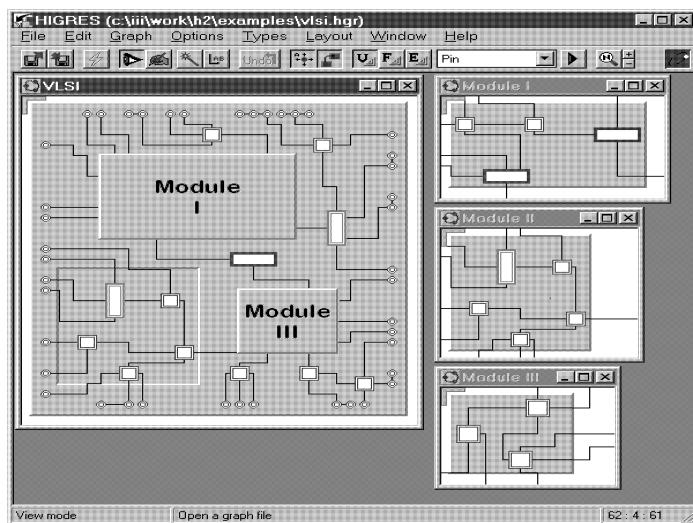 HIGRES (c:\iii\work\h2\examples\vlsi.hgr)
File Edit Graph Options Types Layout Window Help
Undo U F E Pin
VLSI
Module
I
Module
III
Module I
Module II
Module III
View mode Open a graph file 62 : 4 : 61